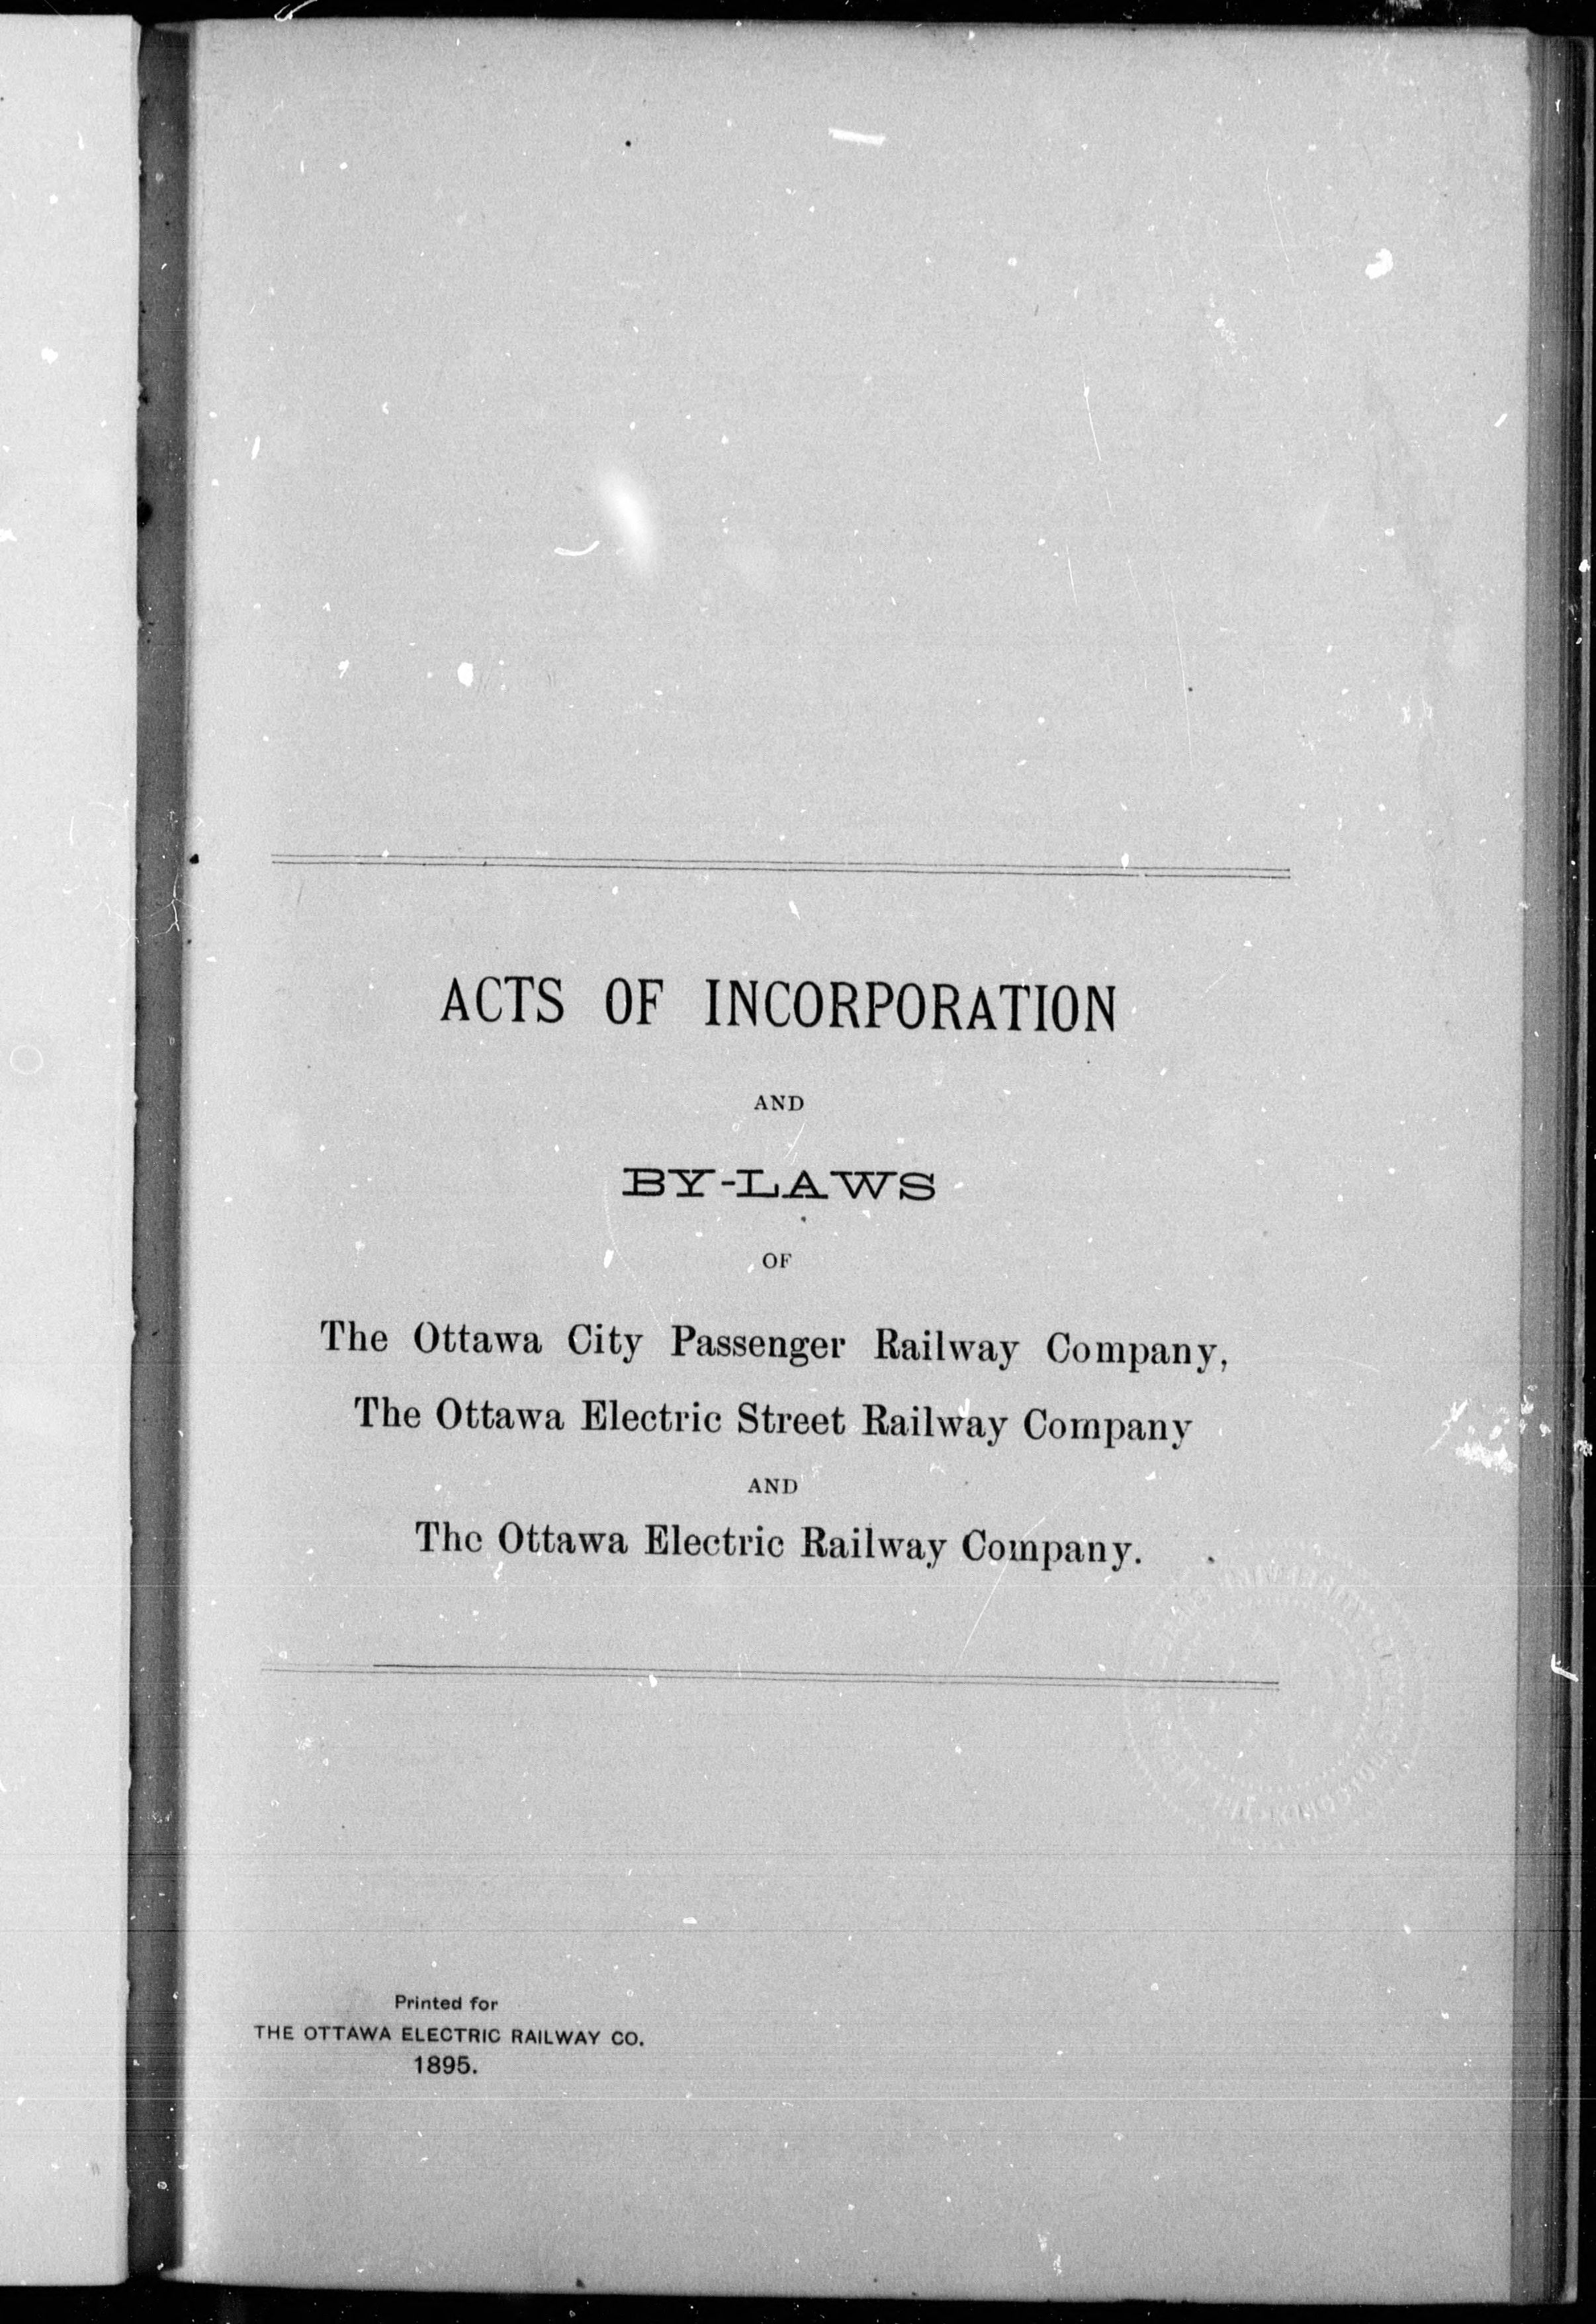 ACTS OF INCORPORATION
AND
BY-LAWS
OF
The Ottawa City Passenger Railway Company,
The Ottawa Electric Street Railway Company
AND
The Ottawa Electric Railway Company.
Printed for
THE OTTAWA ELECTRIC RAILWAY CO.
1895.